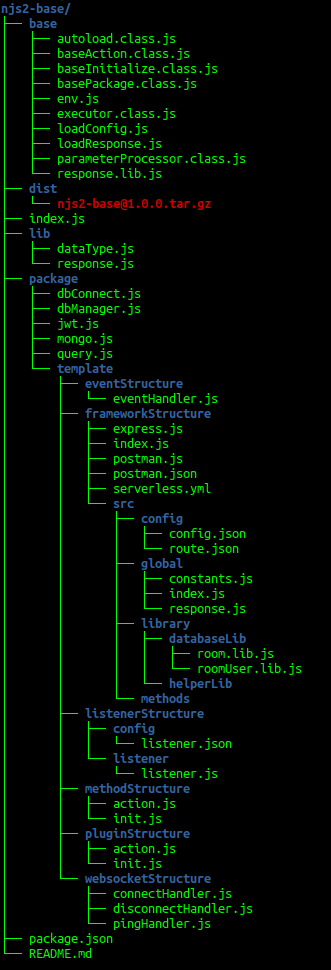 njs2-base/
├── base
│   ├── autoload.class.js
│   ├── baseAction.class.js
│   ├── baseInitialize.class.js
│   ├── basePackage.class.js
│   ├── env.js
│   ├── executor.class.js
│   ├── loadConfig.js
│   ├── loadResponse.js
│   ├── parameterProcessor.class.js
│   └── response.lib.js
├── dist
│   └── njs2-base@1.0.0.tar.gz
├── index.js
├── lib
│   ├── dataType.js
│   └── response.js
├── package
│   ├── dbConnect.js
│   ├── dbManager.js
│   ├── jwt.js
│   ├── mongo.js
│   ├── query.js
│   └── template
│       ├── eventStructure
│       │   └── eventHandler.js
│       ├── frameworkStructure
│       │   ├── express.js
│       │   ├── index.js
│       │   ├── postman.js
│       │   ├── postman.json
│       │   ├── serverless.yml
│       │   └── src
│       │       ├── config
│       │       │   ├── config.json
│       │       │   └── route.json
│       │       ├── global
│       │       │   ├── constants.js
│       │       │   ├── index.js
│       │       │   └── response.js
│       │       ├── library
│       │       │   ├── databaseLib
│       │       │   │   ├── room.lib.js
│       │       │   │   └── roomUser.lib.js
│       │       │   └── helperLib
│       │       └── methods
│       ├── listenerStructure
│       │   ├── config
│       │   │   └── listener.json
│       │   └── listener
│       │       └── listener.js
│       ├── methodStructure
│       │   ├── action.js
│       │   └── init.js
│       ├── pluginStructure
│       │   ├── action.js
│       │   └── init.js
│       └── websocketStructure
│           ├── connectHandler.js
│           ├── disconnectHandler.js
│           └── pingHandler.js
├── package.json
└── README.md